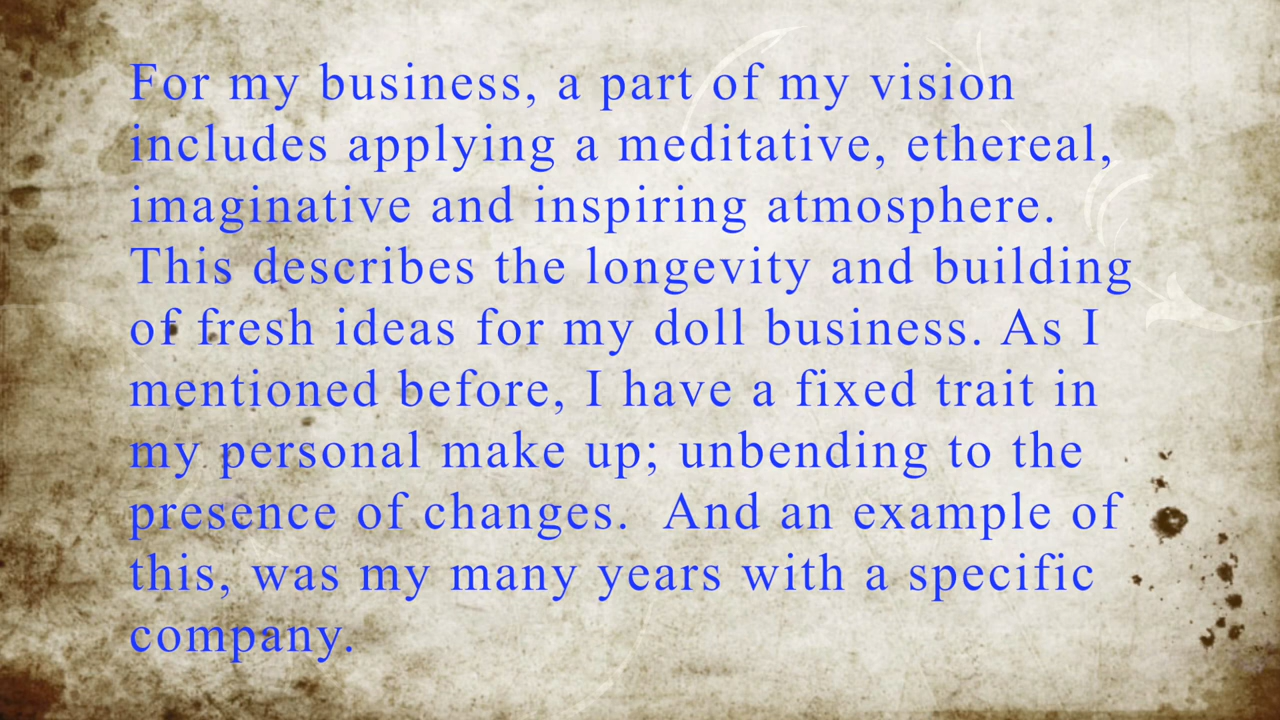 For my business, a part of my vision
includes applying a meditative, ethereal,
imaginative and inspiring atmosphere.
This describes the longevity and building
of fresh ideas for my doll business. As I
mentioned before, I have a fixed trait in
my personal make up; unbending to the
presence of changes.  And an example of
this, was my many years with a specific
company.